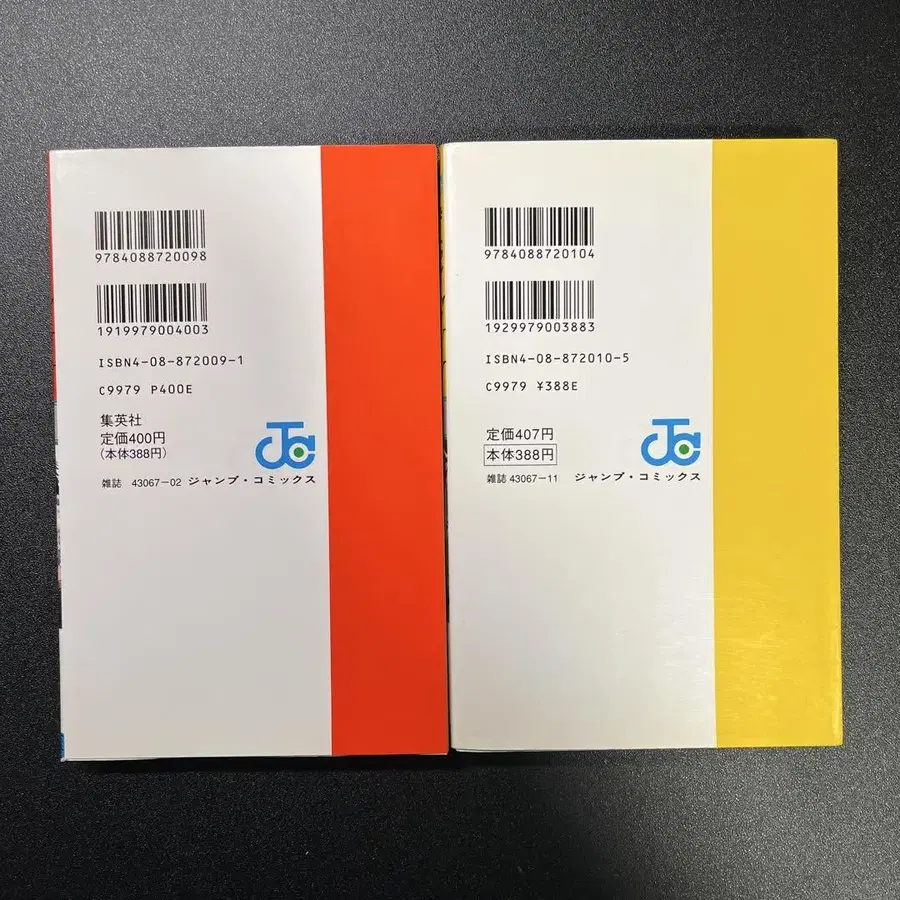 9784088720098
1919979004003
ISBN4-08-872009-1
C9979 P400E
集英社
定価400円
(本体388円)
雑誌 43067-02 ジャンプ・コミックス
9784088720104
1929979003883
ISBN4-08-872010-5
C9979 ¥388E
定価407円
本体388円
雑誌 43067-11 ジャンプ・コミックス